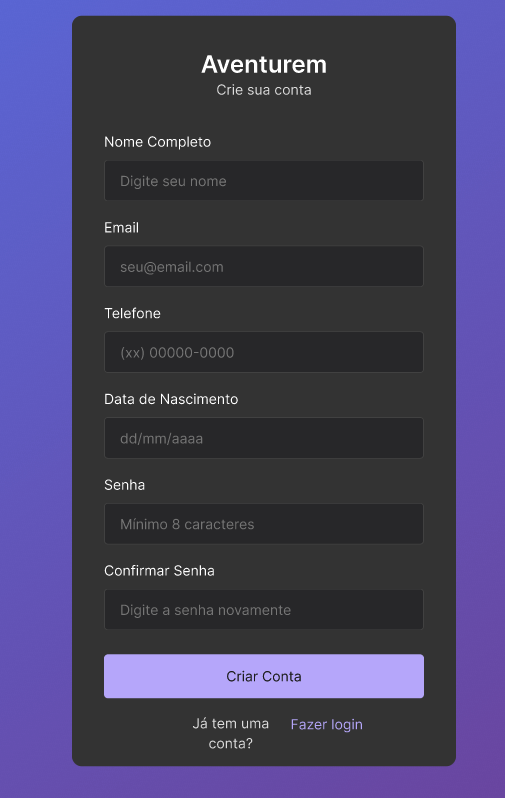 Aventurem
Crie sua conta
Nome Completo
Digite seu nome
Email
seu@email.com
Telefone
(xx) 00000-0000
Data de Nascimento
dd/mm/aaaa
Senha
Mínimo 8 caracteres
Confirmar Senha
Digite a senha novamente
Criar Conta
Já tem uma Fazer login
conta?